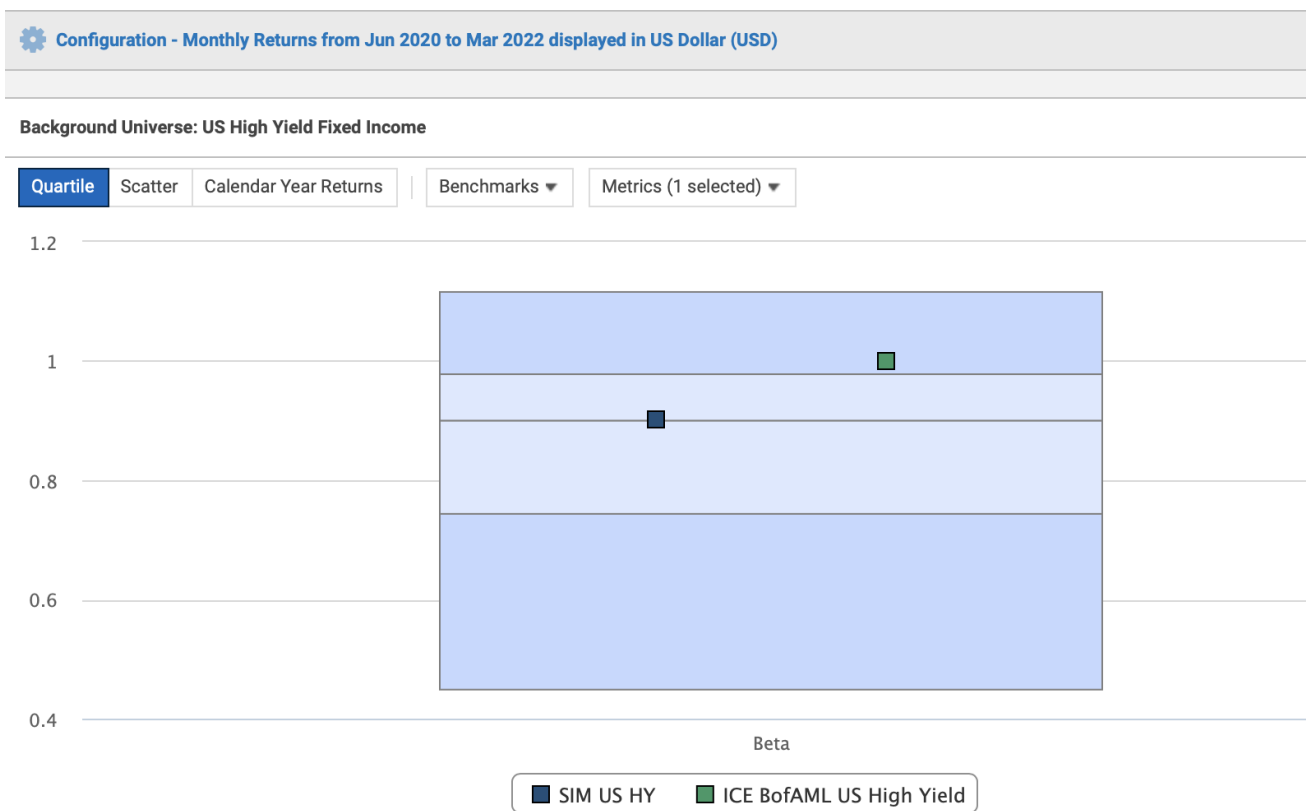 Configuration - Monthly Returns from Jun 2020 to Mar 2022 displayed in US Dollar (USD)
Background Universe: US High Yield Fixed Income
Quartile Scatter Calendar Year Returns Benchmarks Metrics (1 selected)
1.2
1
0.8
0.6
0.4
Beta
SIM US HY ICE BofAML US High Yield